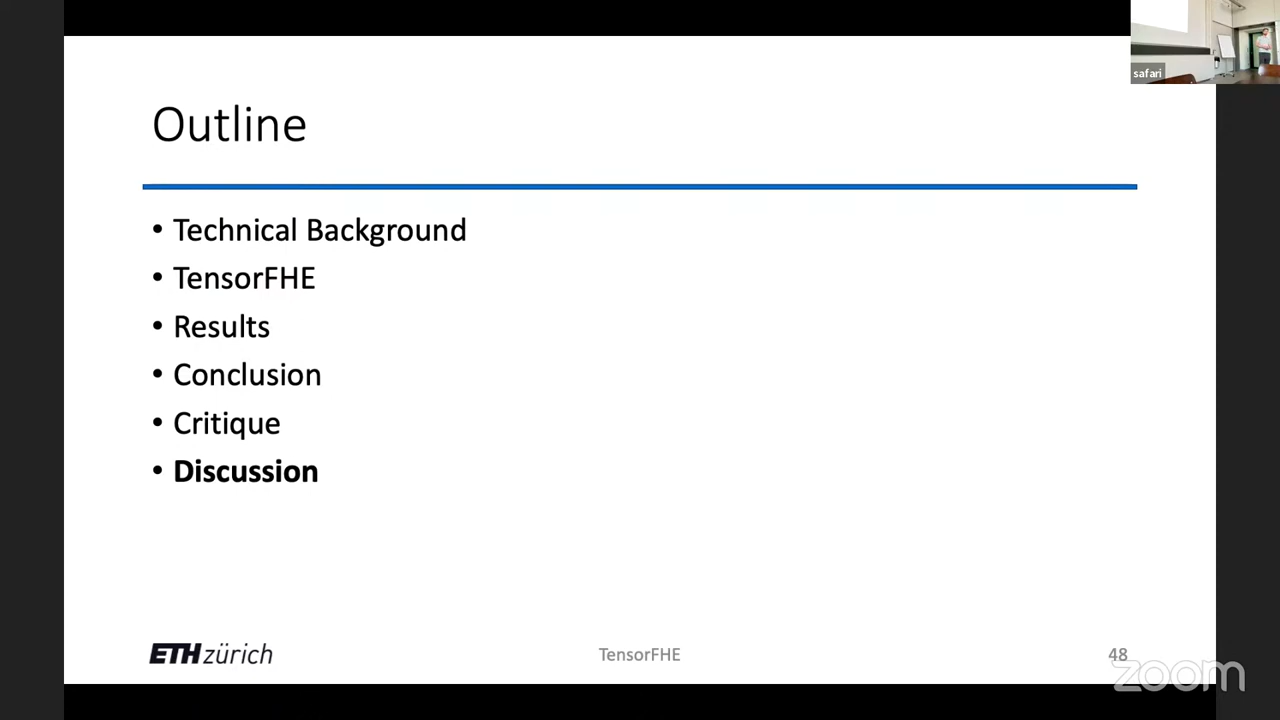 safari
Outline
• Technical Background
• TensorFHE
• Results
• Conclusion
• Critique
• Discussion
ETH zürich
TensorFHE
48
zoom